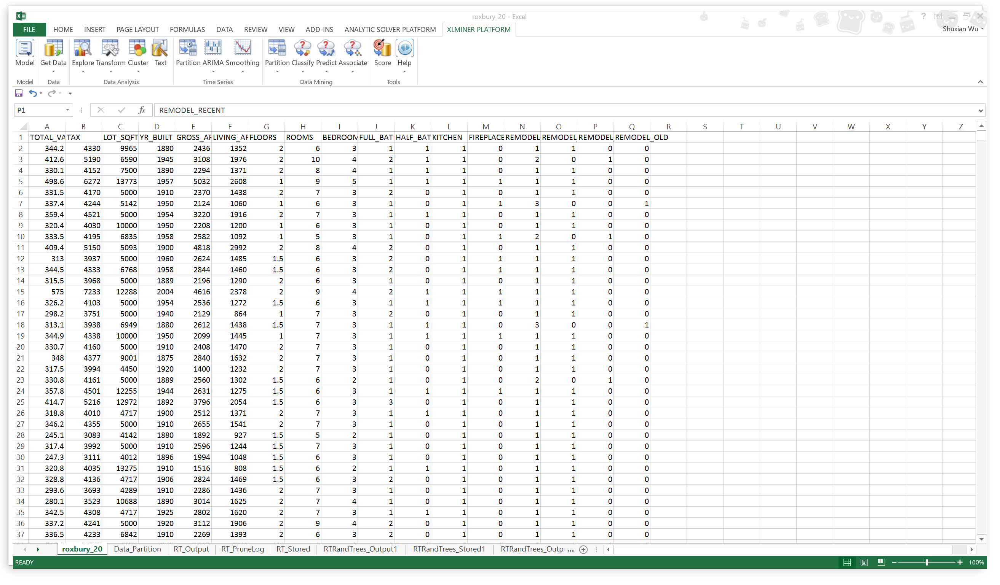 roxbury_20 - Excel
FILE HOME INSERT PAGE LAYOUT FORMULAS DATA REVIEW VIEW ADD-INS ANALYTIC SOLVER PLATFORM XLMINER PLATFORM Shuxian Wu
Model Get Data Explore Transform Cluster Text Partition ARIMA Smoothing Partition Classify Predict Associate Score Help
Model Data Data Analysis Time Series Data Mining Tools
P1 fx REMODEL_RECENT
A B C D E F G H I J K L M N O P Q R S T U V W X Y Z
1 TOTAL_VA TAX LOT_SQFT YR_BUILT GROSS_AR LIVING_AR FLOORS ROOMS BEDROOM FULL_BATH HALF_BAT KITCHEN FIREPLACE REMODEL REMODEL_ REMODEL_ REMODEL_OLD
2 344.2 4330 9965 1880 2436 1352 2 6 3 1 1 1 0 1 1 0 0
3 412.6 5190 6590 1945 3108 1976 2 10 4 2 1 1 0 2 0 1 0
4 330.1 4152 7500 1890 2294 1371 2 8 4 1 1 1 0 1 1 0 0
5 498.6 6272 13773 1957 5032 2608 1 9 5 1 1 1 1 1 1 0 0
6 331.5 4170 5000 1910 2370 1438 2 7 3 2 0 1 0 1 1 0 0
7 337.4 4244 5142 1950 2124 1060 1 6 3 1 0 1 1 3 0 0 1
8 359.4 4521 5000 1954 3220 1916 2 7 3 1 1 1 0 1 1 0 0
9 320.4 4030 10000 1950 2208 1200 1 6 3 1 0 1 0 1 1 0 0
10 333.5 4195 6835 1958 2582 1092 1 5 3 1 0 1 1 2 0 1 0
11 409.4 5150 5093 1900 4818 2992 2 8 4 2 0 1 0 1 1 0 0
12 313 3937 5000 1960 2624 1485 1.5 6 3 2 0 1 1 1 1 0 0
13 344.5 4333 6768 1958 2844 1460 1.5 6 3 2 0 1 1 1 1 0 0
14 315.5 3968 5000 1889 2196 1290 2 6 3 1 0 1 0 1 1 0 0
15 575 7233 12288 2004 4616 2378 2 9 4 2 1 1 1 1 1 0 0
16 326.2 4103 5000 1954 2536 1272 1.5 6 3 1 1 1 1 1 1 0 0
17 298.2 3751 5000 1940 2129 864 1 7 3 2 0 1 0 1 1 0 0
18 313.1 3938 6949 1880 2612 1438 1.5 7 3 1 1 1 0 3 0 0 1
19 344.9 4338 10000 1950 2099 1445 1 7 3 1 1 1 1 1 1 0 0
20 330.7 4160 5000 1910 2408 1470 2 7 3 1 0 1 0 1 1 0 0
21 348 4377 9001 1875 2840 1632 2 7 3 1 0 1 0 1 1 0 0
22 317.5 3994 4450 1920 1400 1232 2 7 3 1 0 1 0 1 1 0 0
23 330.8 4161 5000 1889 2560 1302 1.5 6 2 1 0 1 0 2 0 1 0
24 357.8 4501 12255 1944 2631 1275 1.5 6 3 1 1 1 1 1 1 0 0
25 414.7 5216 12972 1892 3796 2054 1.5 6 3 3 0 1 0 1 1 0 0
26 318.8 4010 4717 1900 2512 1371 2 7 3 1 1 1 0 1 1 0 0
27 346.2 4355 5000 1910 2655 1541 2 7 3 1 0 1 0 1 1 0 0
28 245.1 3083 4142 1880 1892 927 1.5 5 2 1 0 1 0 1 1 0 0
29 317.4 3992 5000 1910 2596 1244 1.5 7 3 1 0 1 0 1 1 0 0
30 247.3 3111 4012 1896 1994 1048 1.5 6 3 1 0 1 0 1 1 0 0
31 320.8 4035 13275 1910 1516 808 1.5 6 2 1 1 1 0 1 1 0 0
32 328.8 4136 4717 1906 2824 1469 1.5 6 3 2 0 1 0 1 1 0 0
33 293.6 3693 4289 1910 2286 1436 2 7 3 1 0 1 0 1 1 0 0
34 280.1 3523 10688 1890 3014 1625 2 7 4 1 0 1 0 1 1 0 0
35 342.5 4308 4717 1925 2802 1620 2 7 3 1 1 1 0 1 1 0 0
36 337.2 4241 5000 1920 3112 1906 2 9 4 2 0 1 0 1 1 0 0
37 336.5 4233 6842 1910 2269 1393 2 6 3 2 0 1 0 1 1 0 0
roxbury_20 Data_Partition RT_Output RT_PruneLog RT_Stored RTRandTrees_Output1 RTRandTrees_Stored1 RTRandTrees_Outpu ...
READY 100%